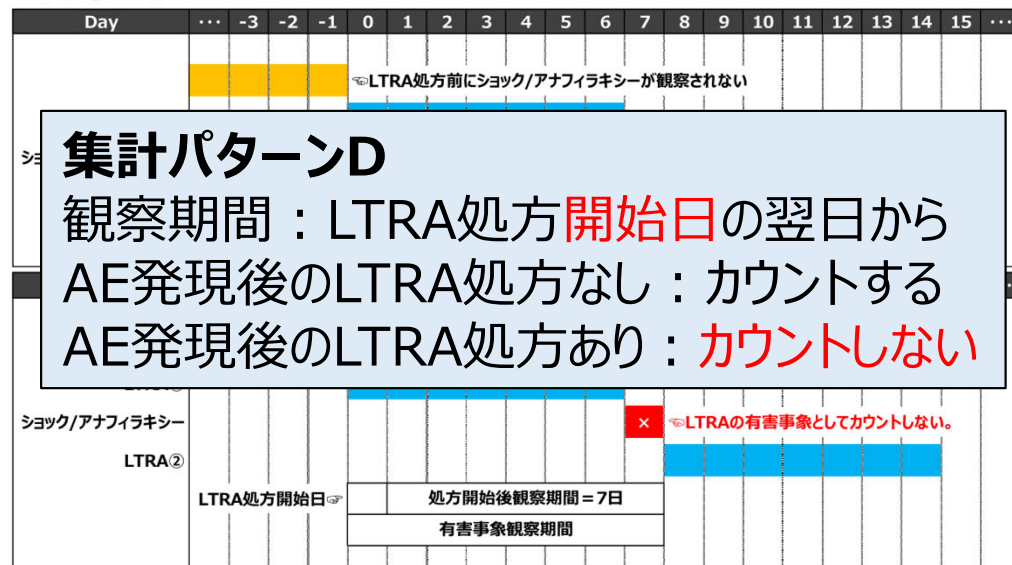 Day ··· -3 -2 -1 0 1 2 3 4 5 6 7 8 9 10 11 12 13 14 15 ···
☜LTRA処方前にショック/アナフィラキシーが観察されない
集計パターンD
観察期間：LTRA処方開始日の翌日から
AE発現後のLTRA処方なし：カウントする
AE発現後のLTRA処方あり：カウントしない
ショック/アナフィラキシー
× ☜LTRAの有害事象としてカウントしない。
LTRA②
LTRA処方開始日☞ 処方開始後観察期間=7日
有害事象観察期間